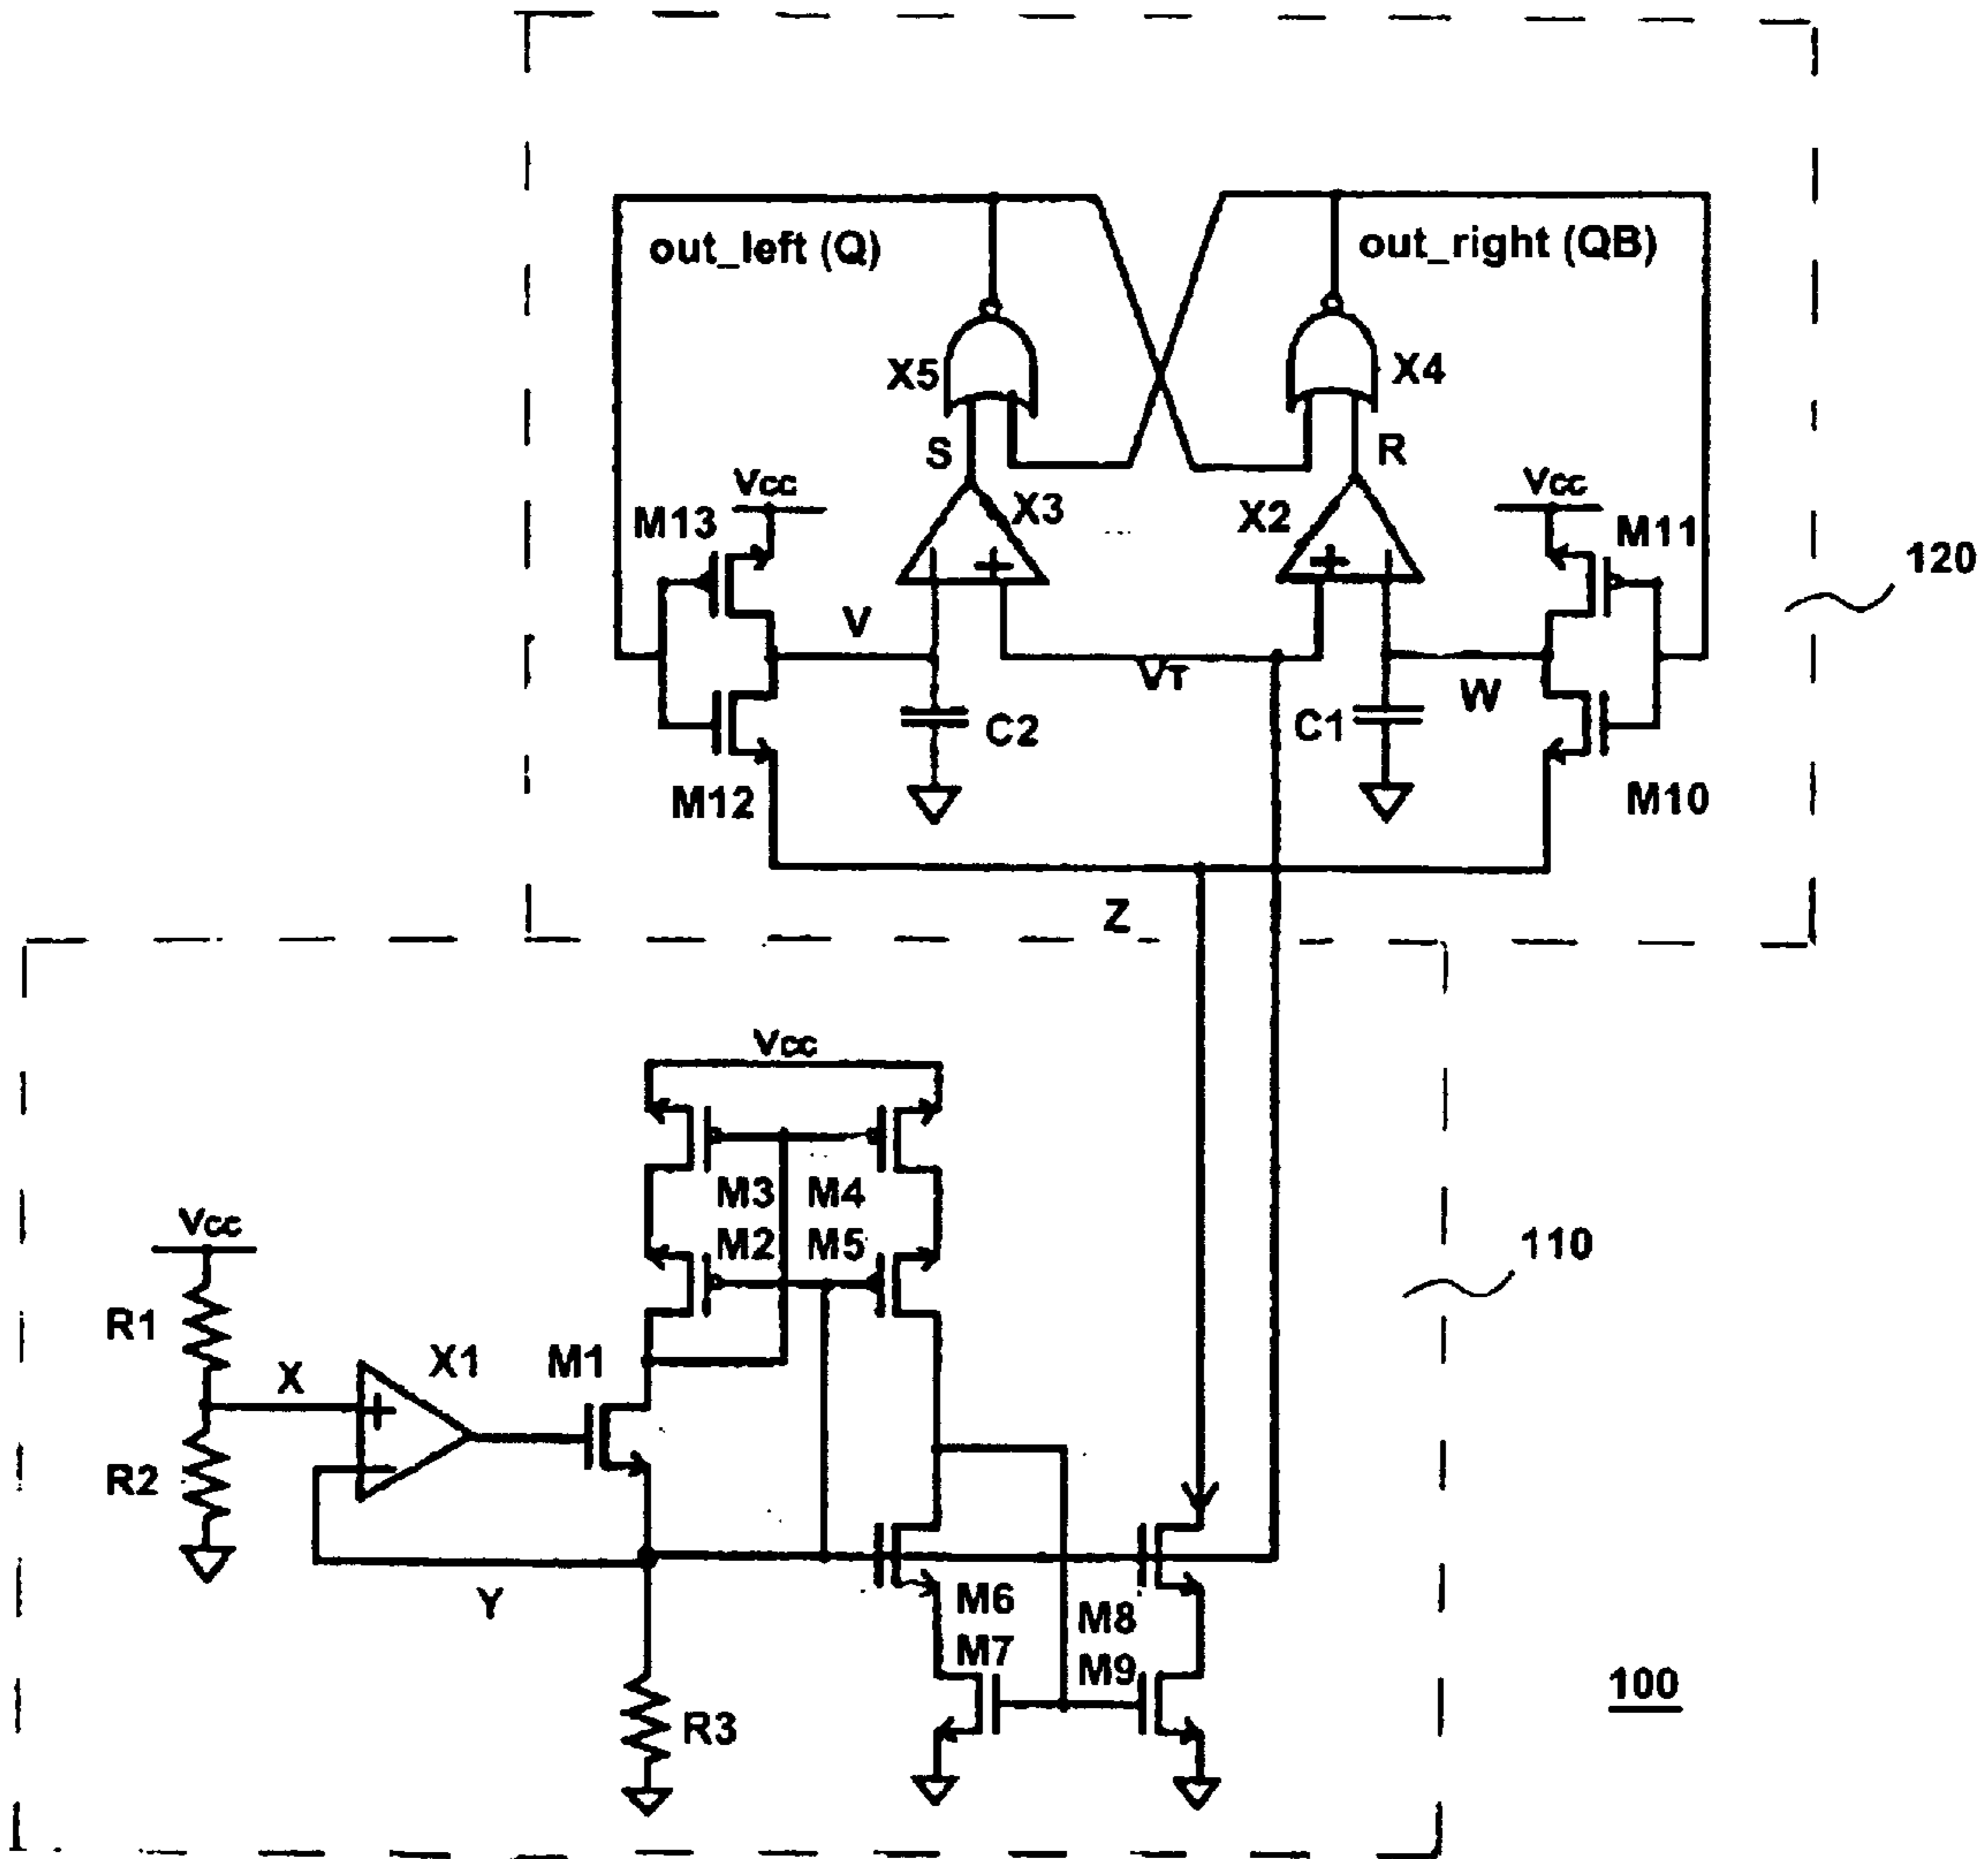 out_left (Q)
out_right (QB)
X5
X4
S
R
Vcc
X3
X2
Vcc
M13
M11
120
V
VT
W
C2
C1
M12
M10
Z
Vcc
M3
M4
M2
M5
Vcc
110
R1
X
X1
M1
R2
Y
M6
M8
M7
M9
R3
100